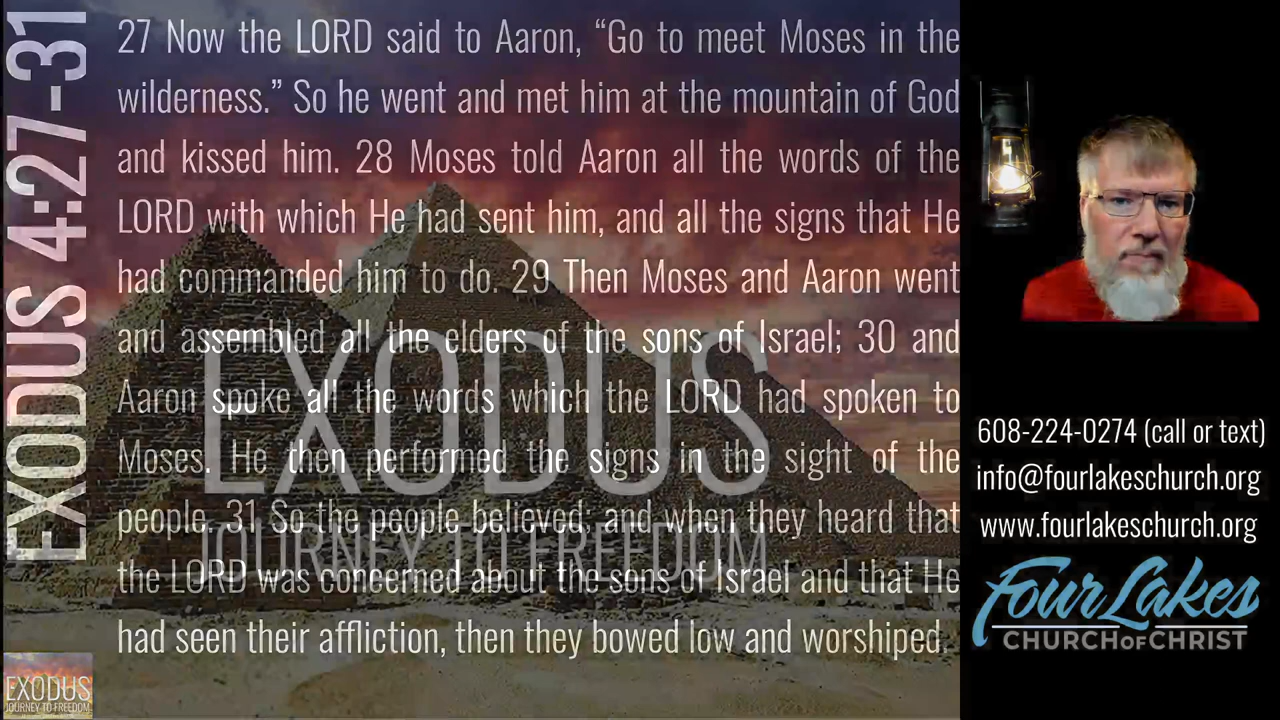 EXODUS 4:27-31
27 Now the LORD said to Aaron, “Go to meet Moses in the
wilderness.” So he went and met him at the mountain of God
and kissed him. 28 Moses told Aaron all the words of the
LORD with which He had sent him, and all the signs that He
had commanded him to do. 29 Then Moses and Aaron went
and assembled all the elders of the sons of Israel; 30 and
Aaron spoke all the words which the LORD had spoken to
Moses. He then performed the signs in the sight of the
people. 31 So the people believed; and when they heard that
the LORD was concerned about the sons of Israel and that He
had seen their affliction, then they bowed low and worshiped.
EXODUS
JOURNEY TO FREEDOM
EXODUS
JOURNEY TO FREEDOM
608-224-0274 (call or text)
info@fourlakeschurch.org
www.fourlakeschurch.org
Four Lakes
CHURCH OF CHRIST